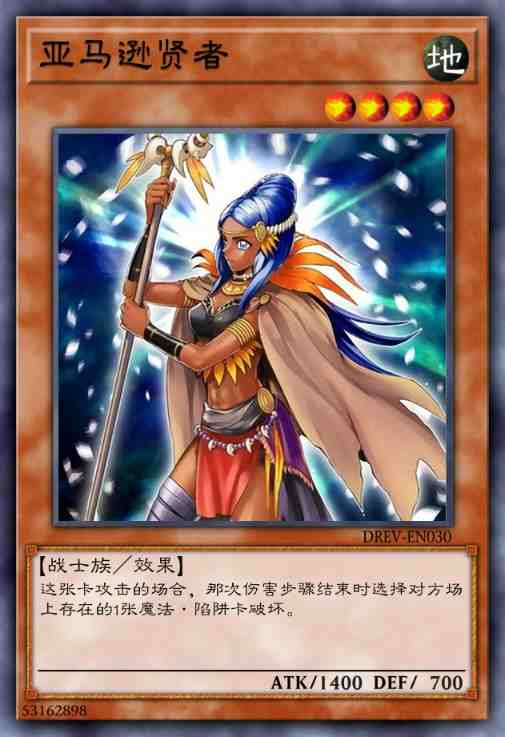 亚马逊贤者
地
DREV-EN030
【战士族／效果】
这张卡攻击的场合，那次伤害步骤结束时选择对方场
上存在的1张魔法·陷阱卡破坏。
ATK/1400 DEF/ 700
53162898